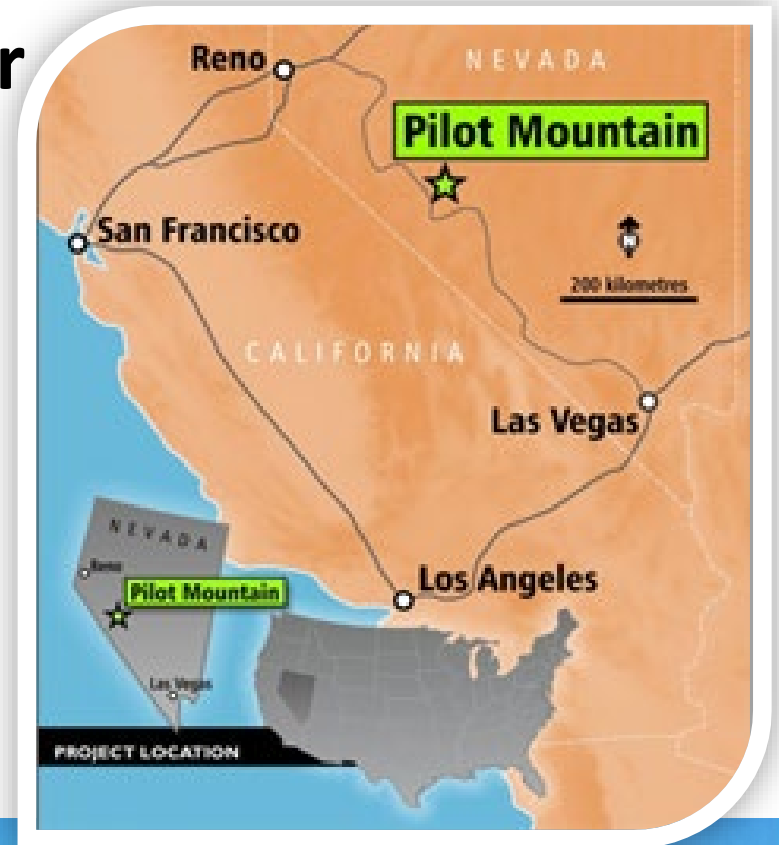 r
Reno
NEVADA
Pilot Mountain
San Francisco
N
200 kilometres
CALIFORNIA
Las Vegas
NEVADA
Reno
Los Angeles
Pilot Mountain
Las Vegas
PROJECT LOCATION